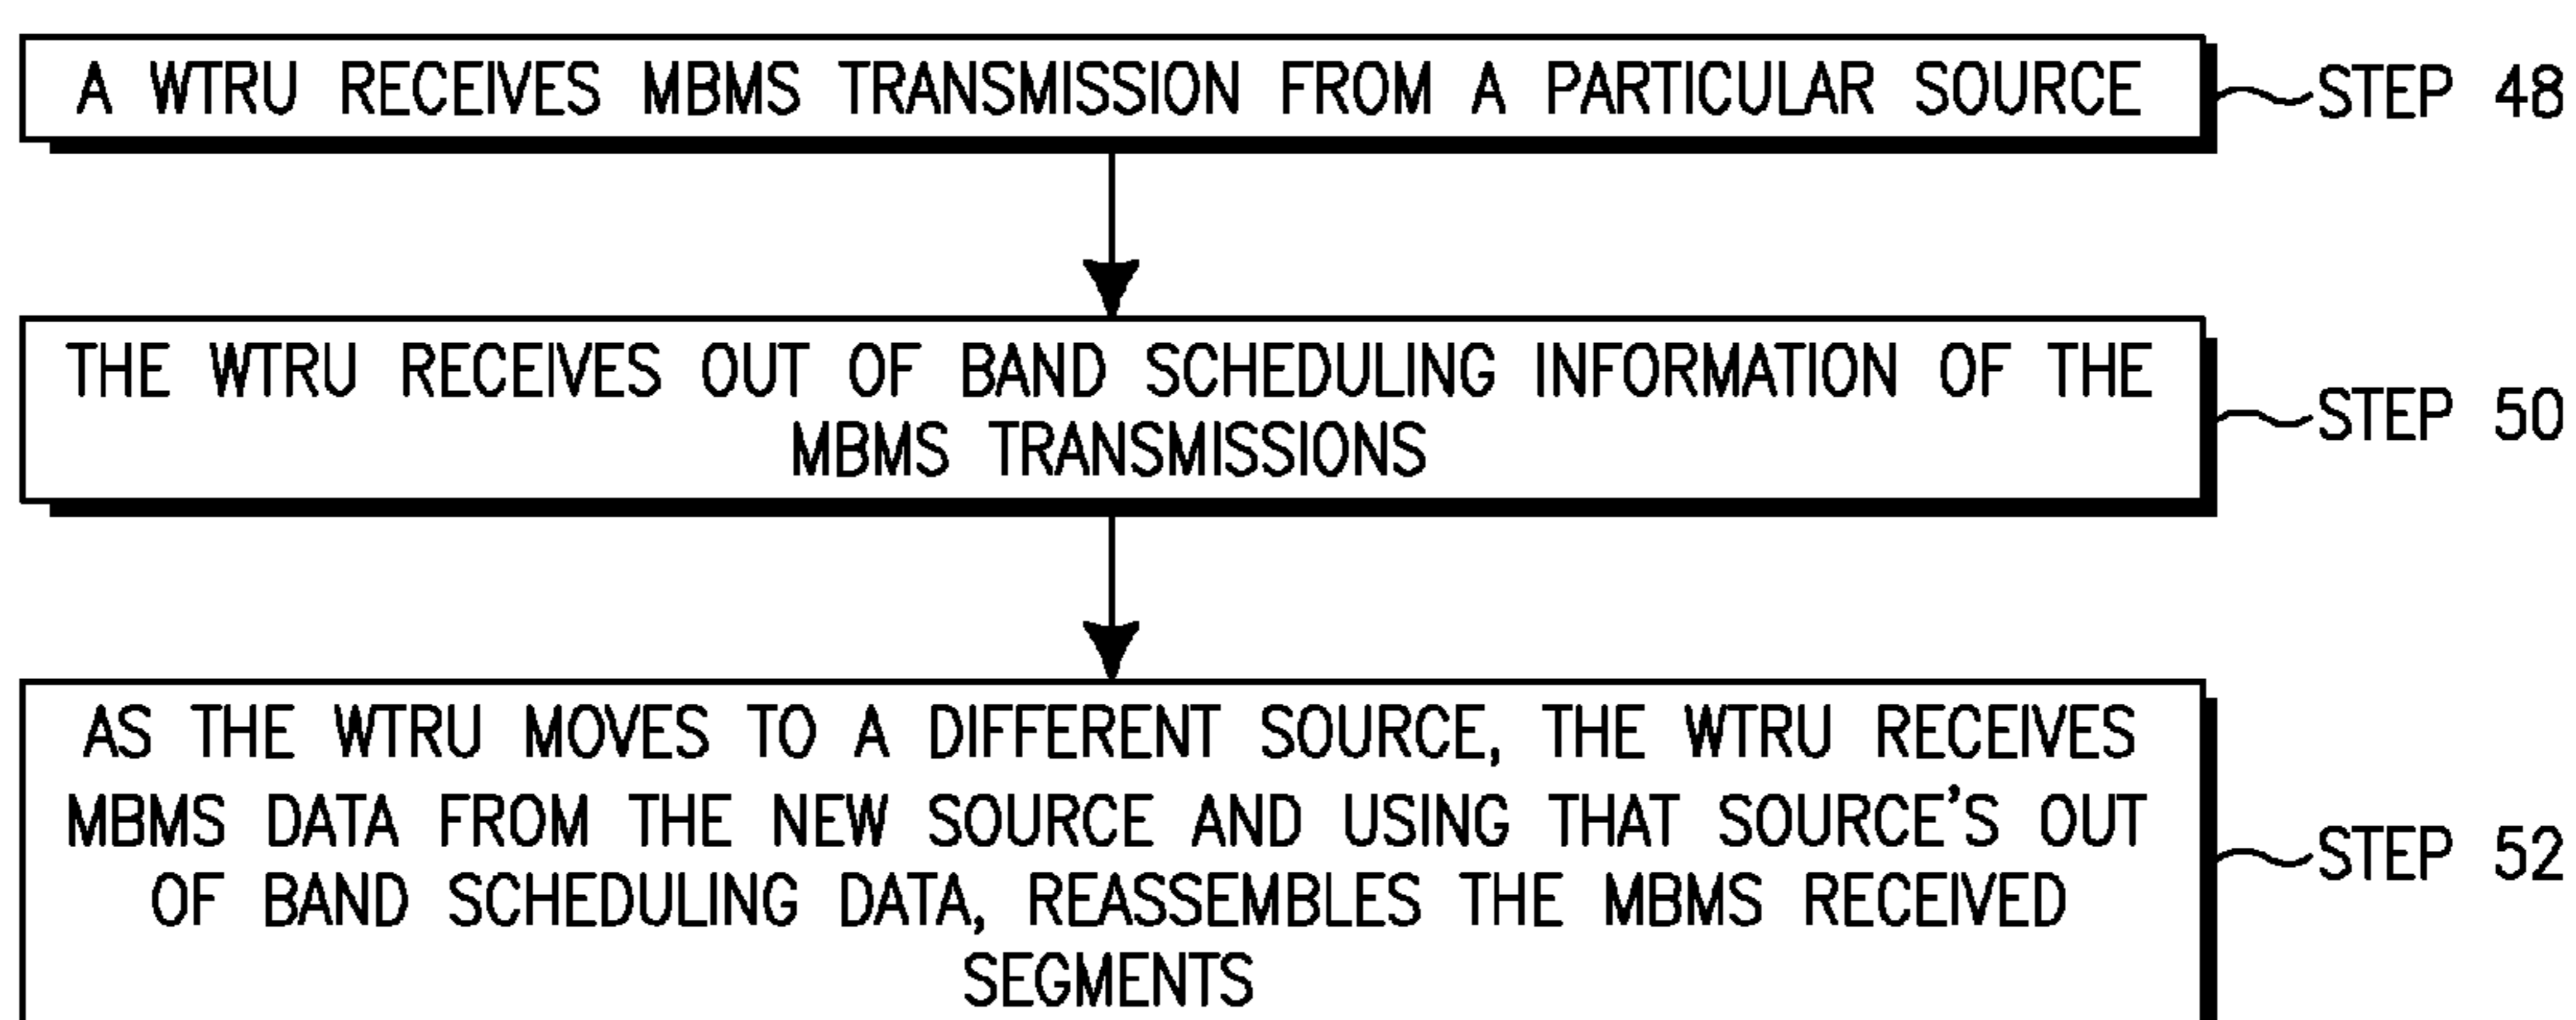 A WTRU RECEIVES MBMS TRANSMISSION FROM A PARTICULAR SOURCE
STEP 48
THE WTRU RECEIVES OUT OF BAND SCHEDULING INFORMATION OF THE
MBMS TRANSMISSIONS
STEP 50
AS THE WTRU MOVES TO A DIFFERENT SOURCE, THE WTRU RECEIVES
MBMS DATA FROM THE NEW SOURCE AND USING THAT SOURCE'S OUT
OF BAND SCHEDULING DATA, REASSEMBLES THE MBMS RECEIVED
SEGMENTS
STEP 52